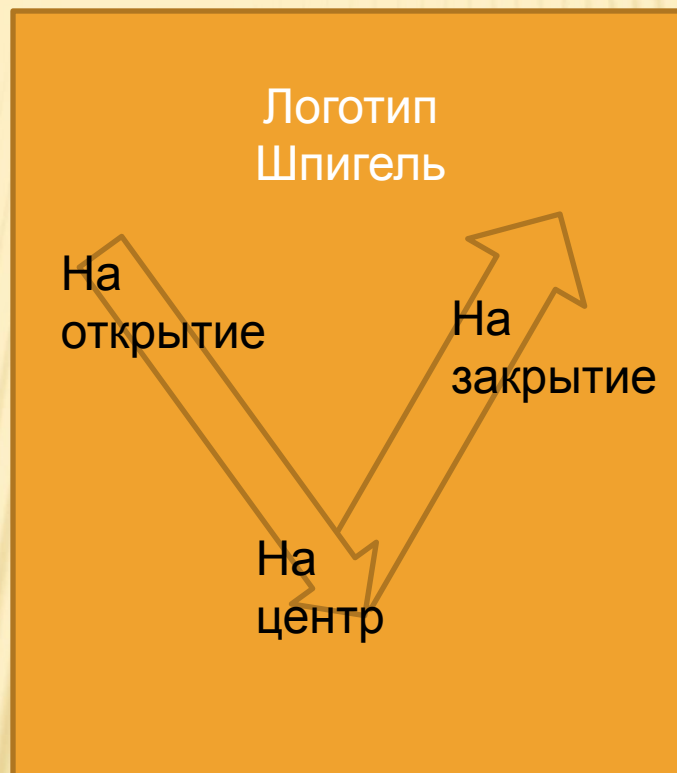 Логотип
Шпигель
На
открытие
На
закрытие
На
центр